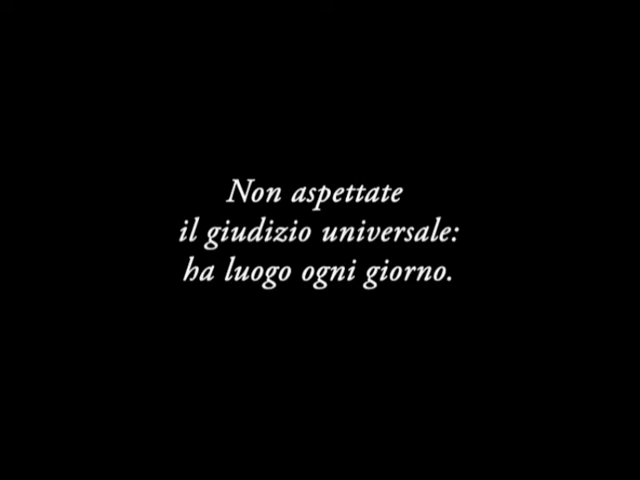 Non aspettate
il giudizio universale:
ha luogo ogni giorno.